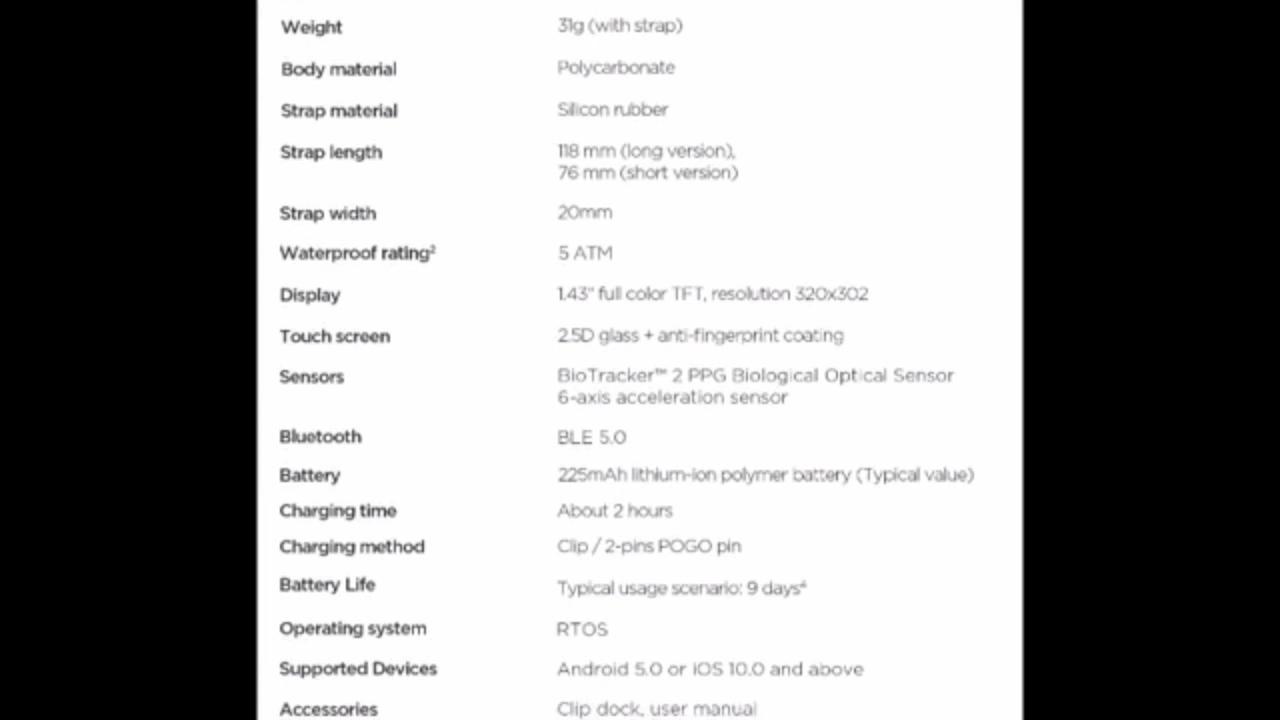 Weight 31g (with strap)
Body material Polycarbonate
Strap material Silicon rubber
Strap length 118 mm (long version),
76 mm (short version)
Strap width 20mm
Waterproof rating² 5 ATM
Display 1.43" full color TFT, resolution 320x302
Touch screen 2.5D glass + anti-fingerprint coating
Sensors BioTracker™ 2 PPG Biological Optical Sensor
6-axis acceleration sensor
Bluetooth BLE 5.0
Battery 225mAh lithium-ion polymer battery (Typical value)
Charging time About 2 hours
Charging method Clip / 2-pins POGO pin
Battery Life Typical usage scenario: 9 days⁴
Operating system RTOS
Supported Devices Android 5.0 or iOS 10.0 and above
Accessories Clip dock, user manual